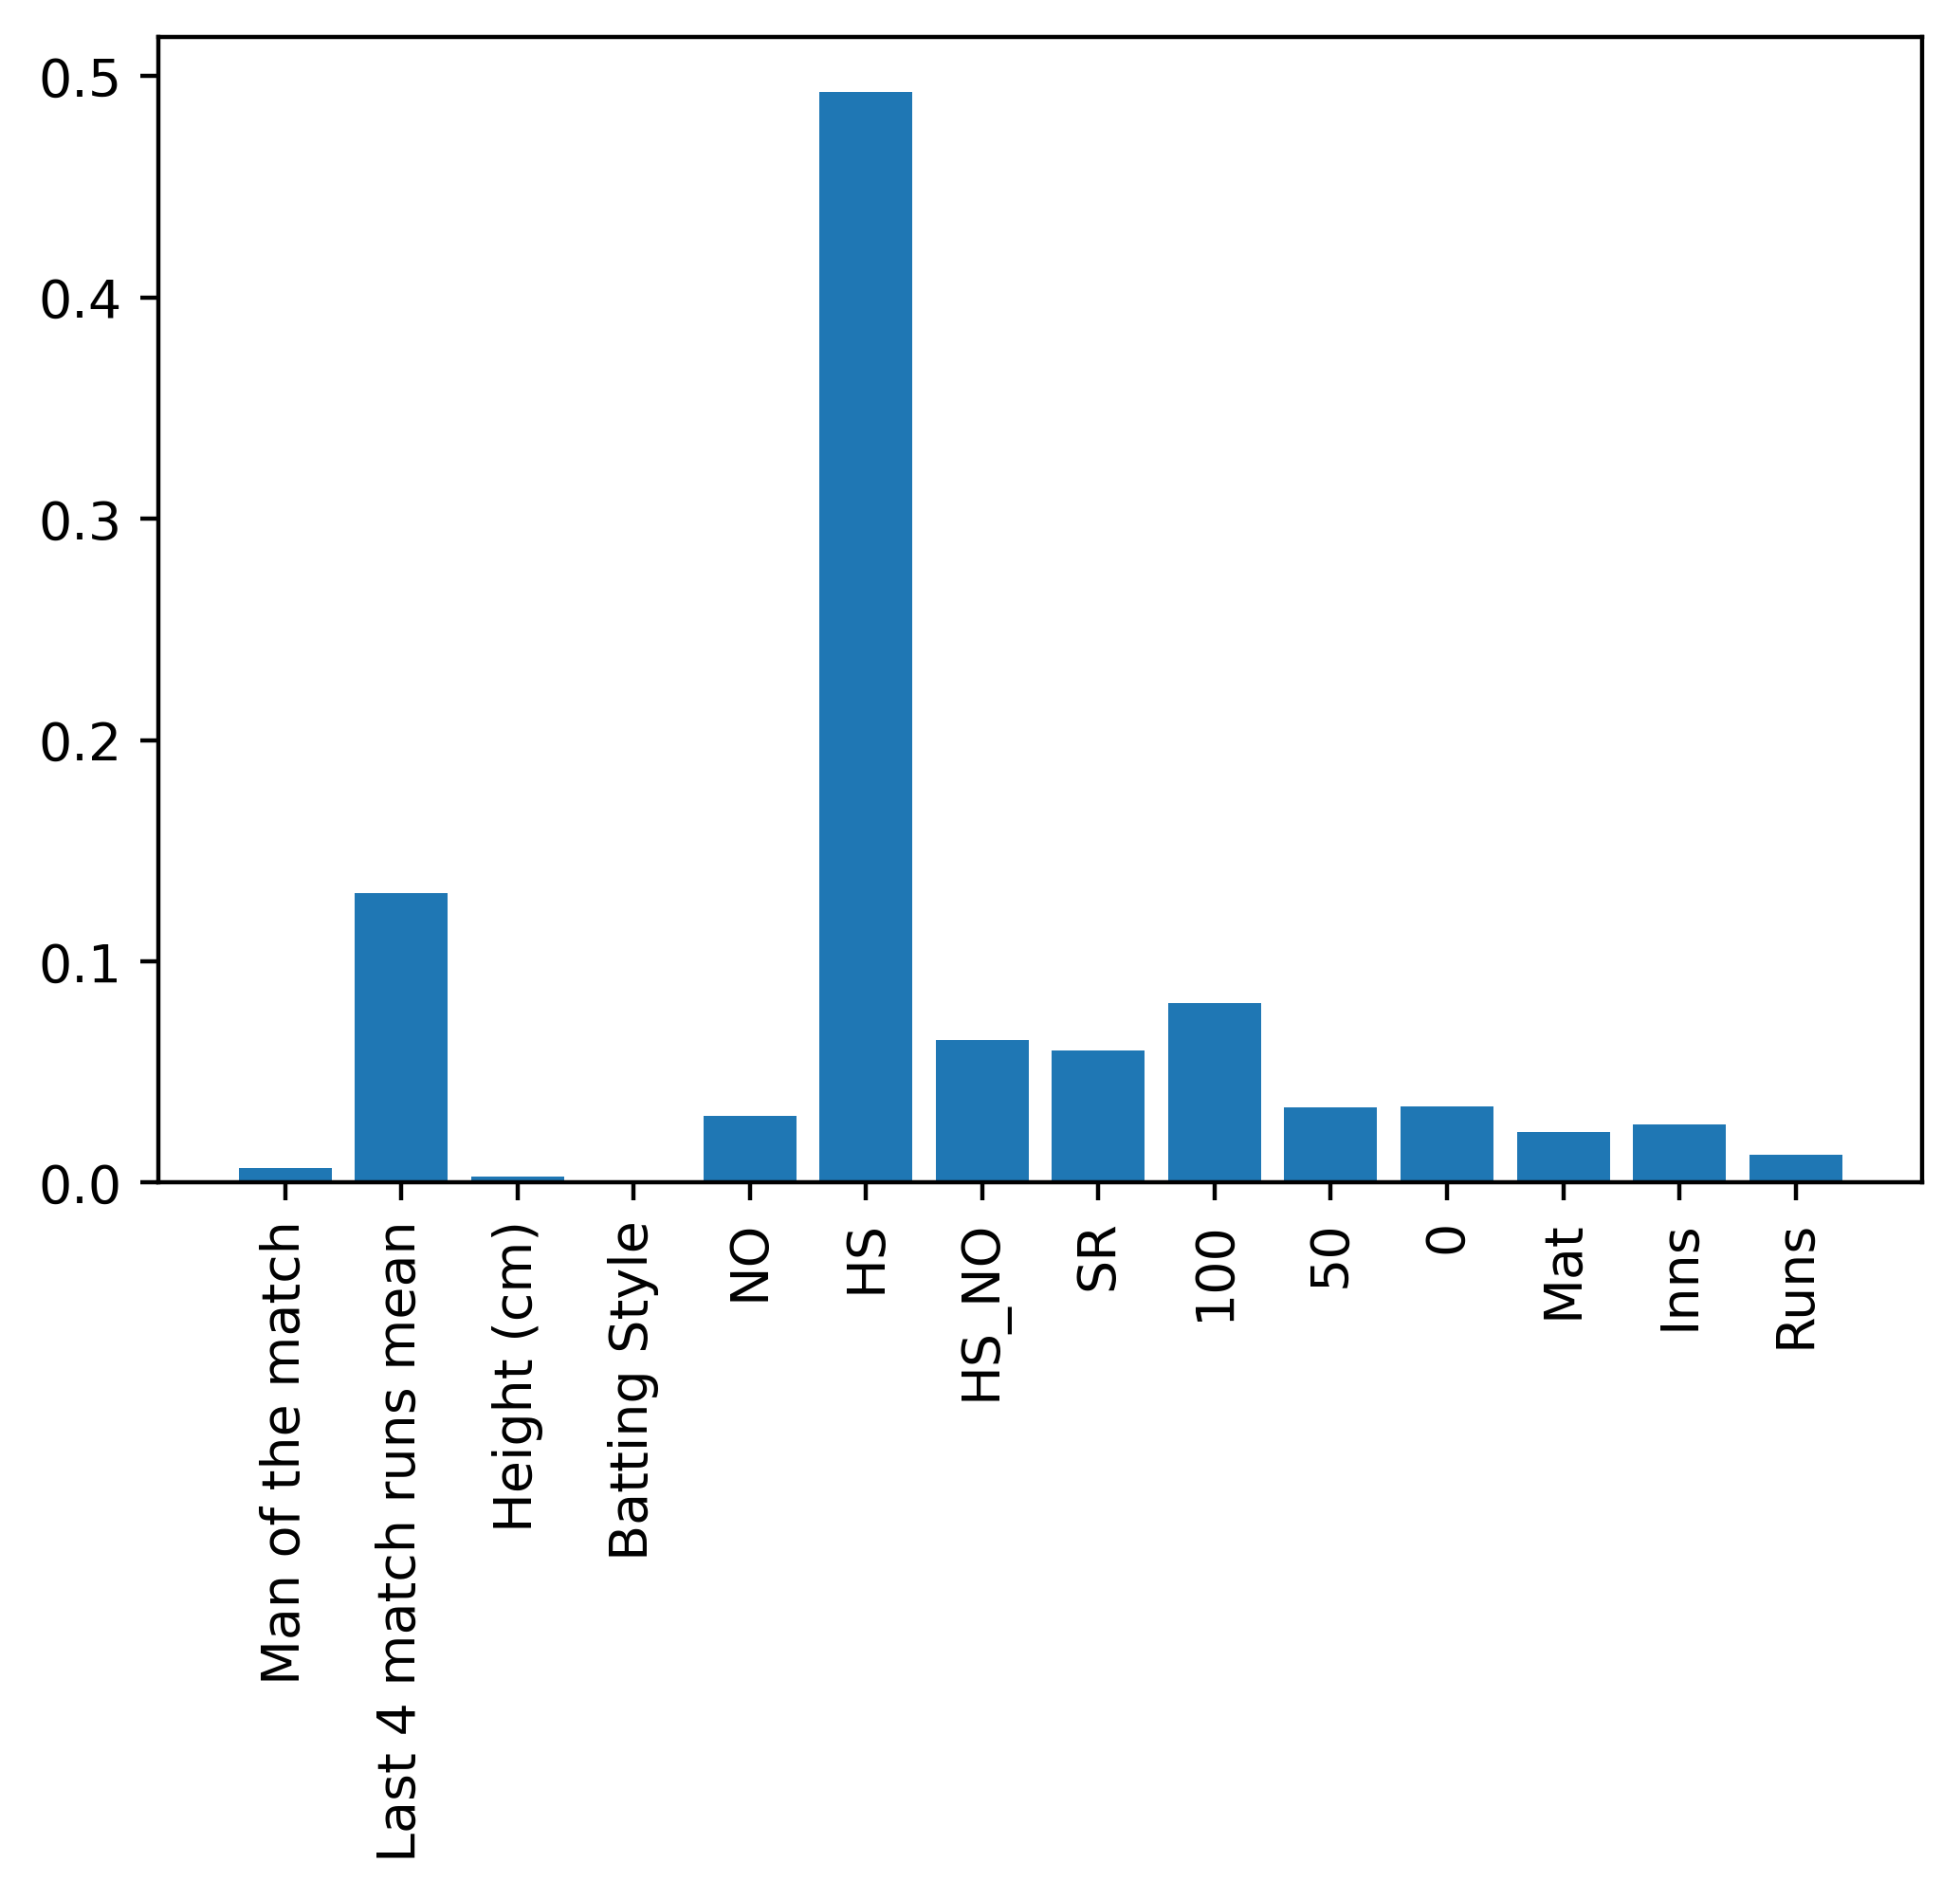 0.5
0.4
0.3
0.2
0.1
0.0
Man of the match
Last 4 match runs mean
Height (cm)
Batting Style
NO
HS
HS_NO
SR
100
50
0
Mat
Inns
Runs